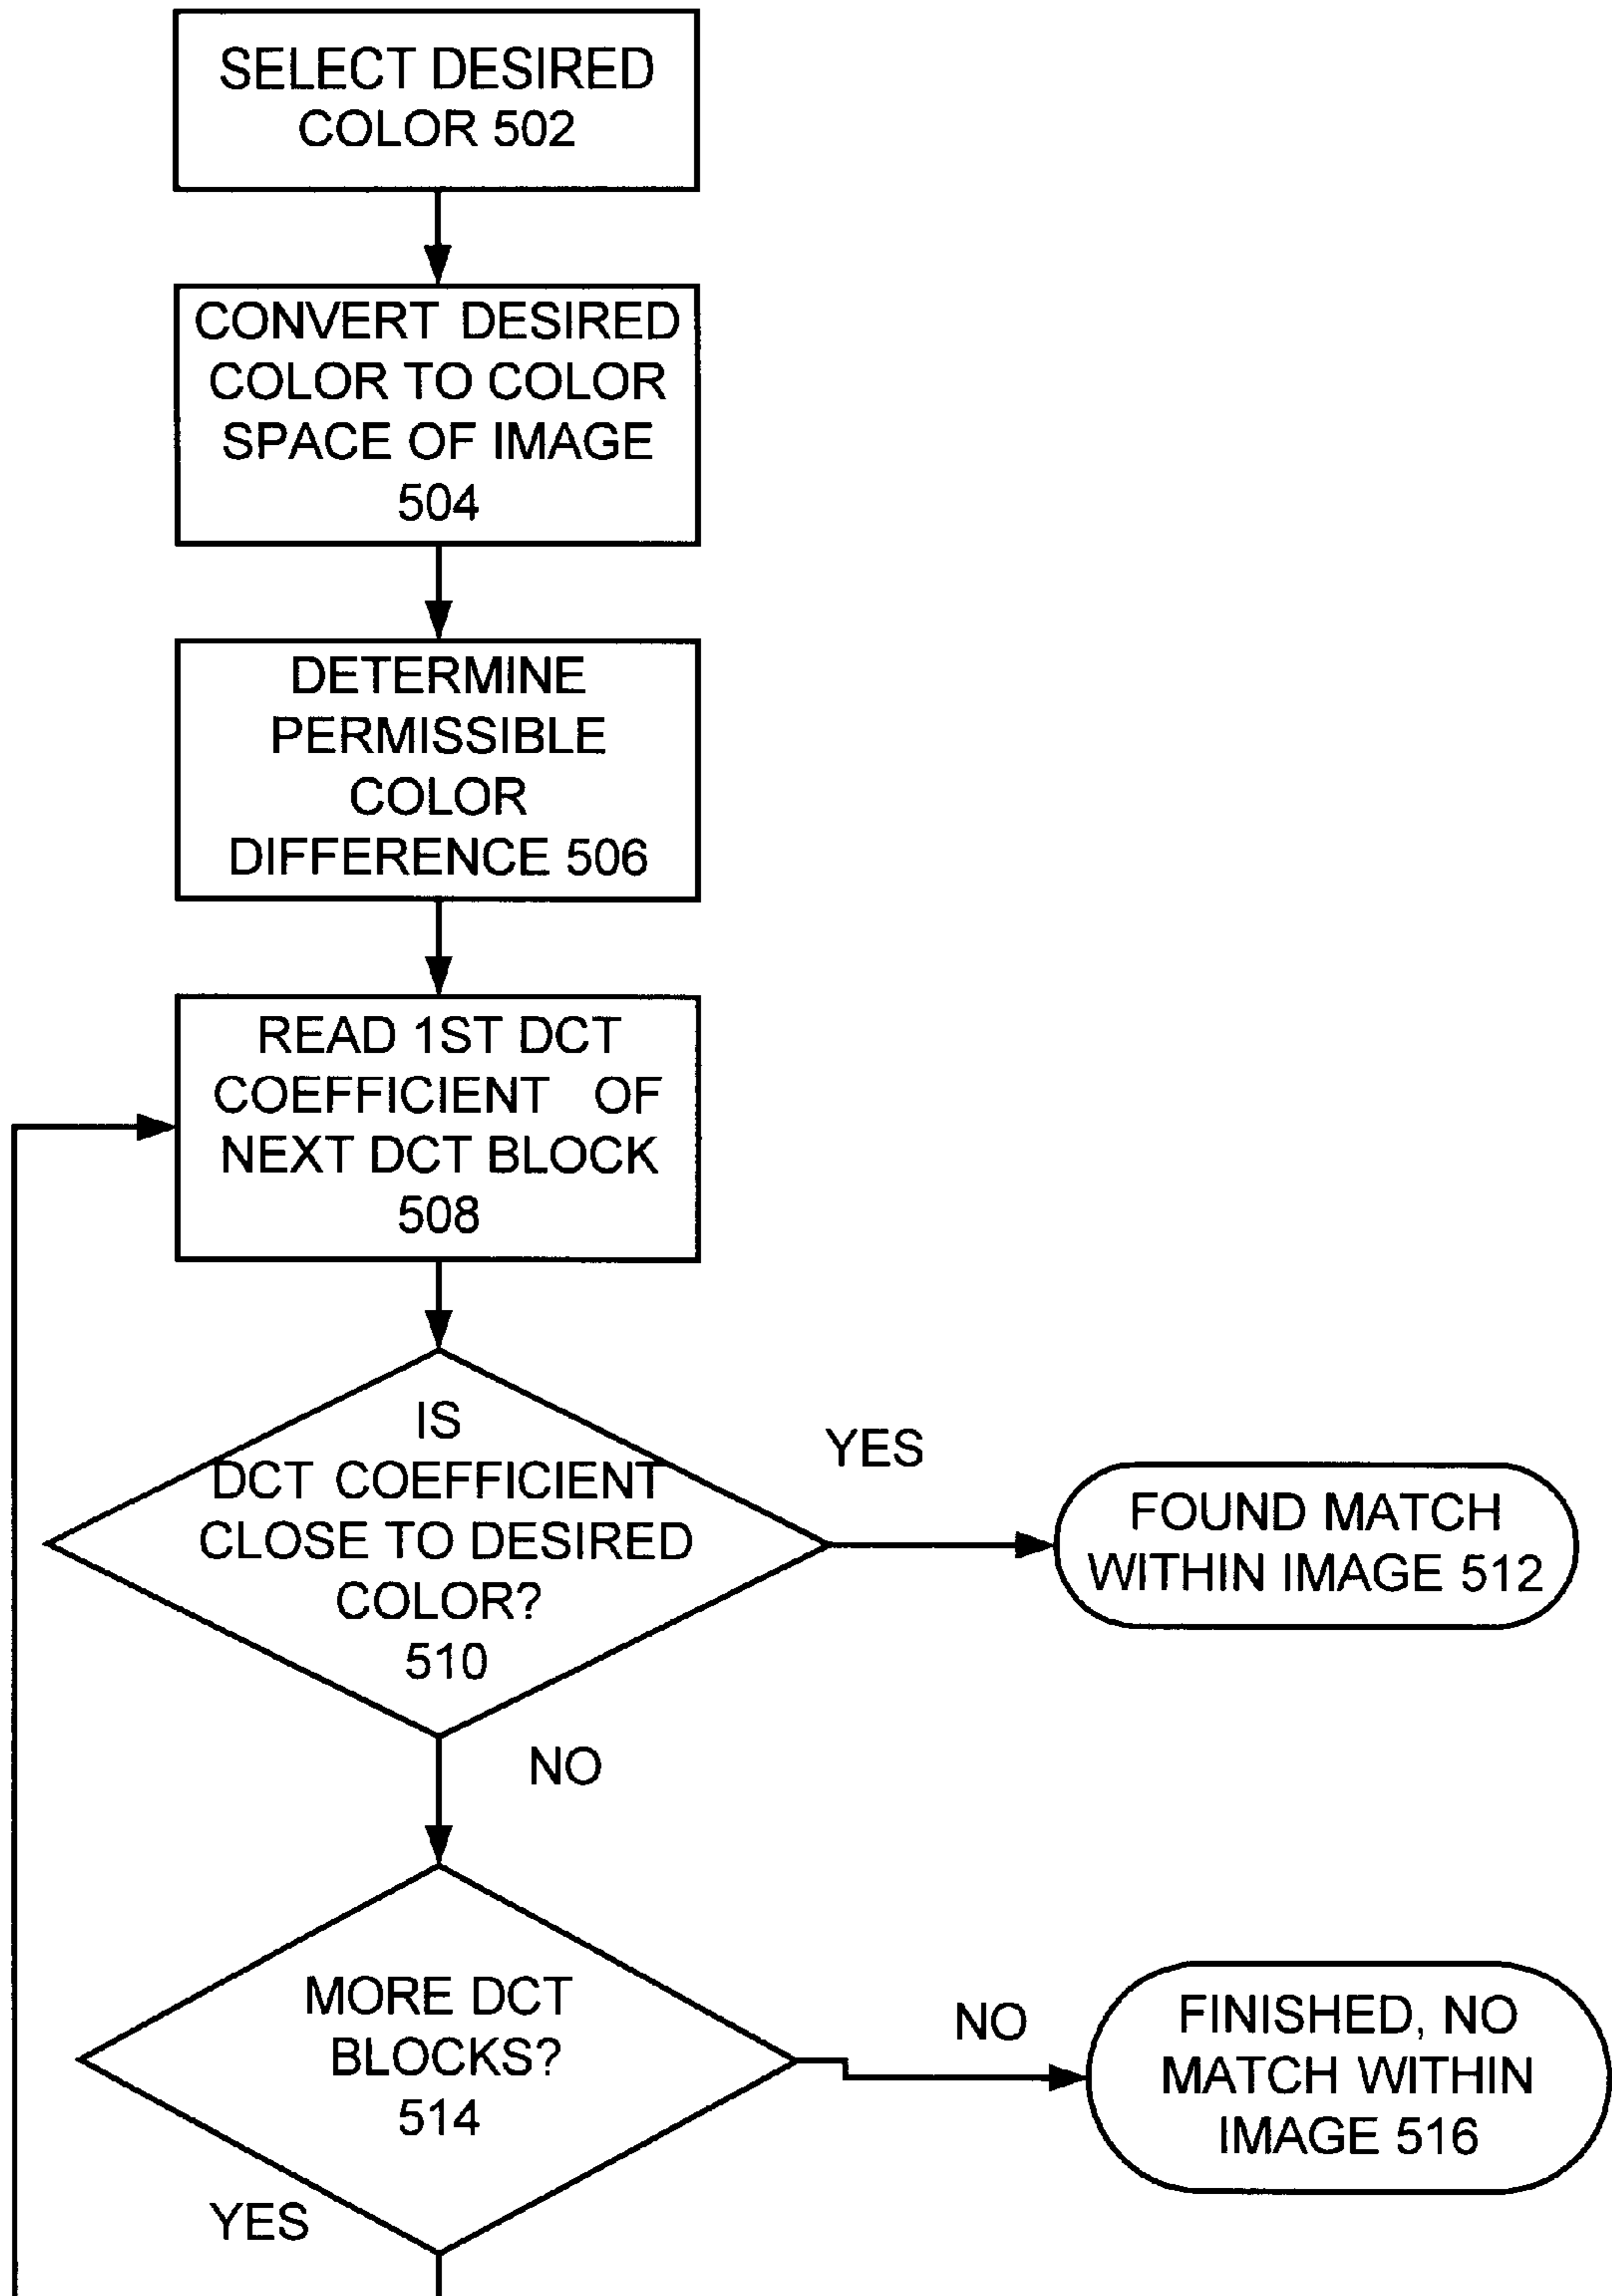 SELECT DESIRED
COLOR 502
CONVERT DESIRED
COLOR TO COLOR
SPACE OF IMAGE
504
DETERMINE
PERMISSIBLE
COLOR
DIFFERENCE 506
READ 1ST DCT
COEFFICIENT OF
NEXT DCT BLOCK
508
IS
DCT COEFFICIENT
CLOSE TO DESIRED
COLOR?
510
YES
FOUND MATCH
WITHIN IMAGE 512
NO
MORE DCT
BLOCKS?
514
NO
FINISHED, NO
MATCH WITHIN
IMAGE 516
YES